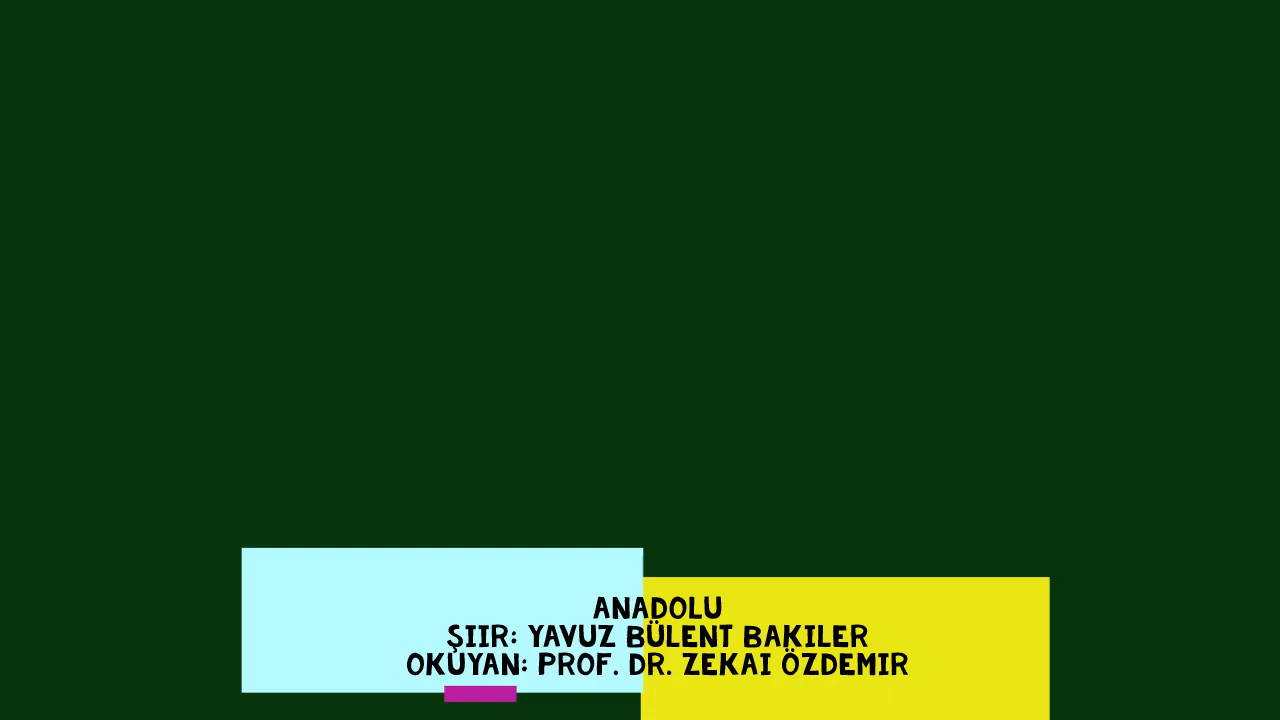 ANADOLU
ŞIIR: YAVUZ BÜLENT BAKILER
OKUYAN: PROF. DR. ZEKAI ÖZDEMIR